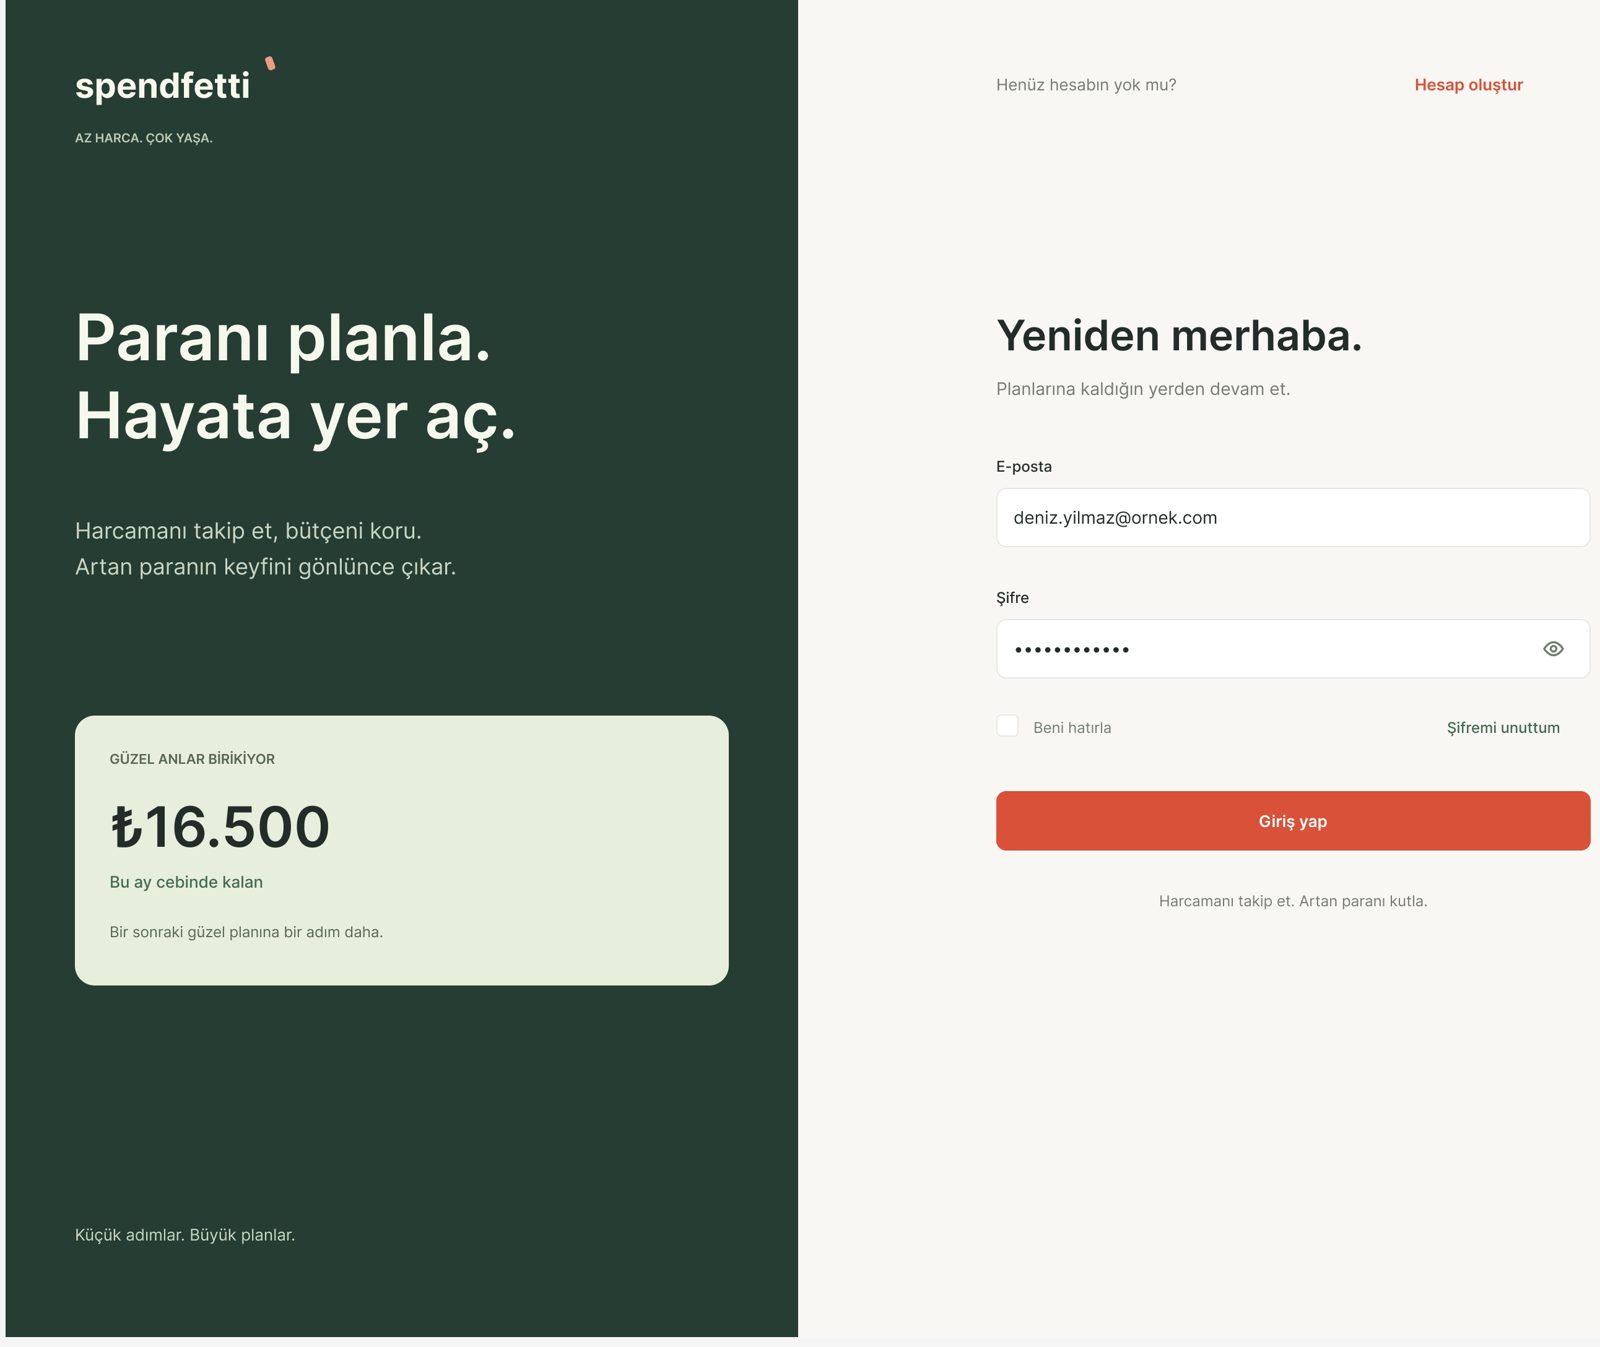 spendfetti
AZ HARCA. ÇOK YAŞA.
Paranı planla.
Hayata yer aç.
Harcamanı takip et, bütçeni koru.
Artan paranın keyfini gönlünce çıkar.
GÜZEL ANLAR BİRİKİYOR
₺16.500
Bu ay cebinde kalan
Bir sonraki güzel planına bir adım daha.
Küçük adımlar. Büyük planlar.
Henüz hesabın yok mu?
Hesap oluştur
Yeniden merhaba.
Planlarına kaldığın yerden devam et.
E-posta
deniz.yilmaz@ornek.com
Şifre
••••••••••••
Beni hatırla
Şifremi unuttum
Giriş yap
Harcamanı takip et. Artan paranı kutla.